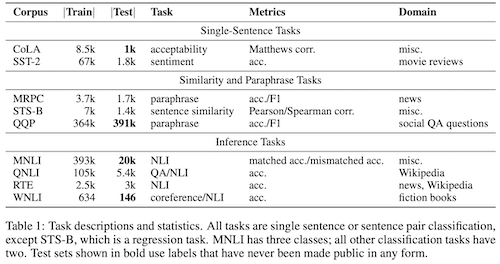 Corpus |Train| |Test| Task Metrics Domain
Single-Sentence Tasks
CoLA 8.5k 1k acceptability Matthews corr. misc.
SST-2 67k 1.8k sentiment acc. movie reviews
Similarity and Paraphrase Tasks
MRPC 3.7k 1.7k paraphrase acc./F1 news
STS-B 7k 1.4k sentence similarity Pearson/Spearman corr. misc.
QQP 364k 391k paraphrase acc./F1 social QA questions
Inference Tasks
MNLI 393k 20k NLI matched acc./mismatched acc. misc.
QNLI 105k 5.4k QA/NLI acc. Wikipedia
RTE 2.5k 3k NLI acc. news, Wikipedia
WNLI 634 146 coreference/NLI acc. fiction books
Table 1: Task descriptions and statistics. All tasks are single sentence or sentence pair classification,
except STS-B, which is a regression task. MNLI has three classes; all other classification tasks have
two. Test sets shown in bold use labels that have never been made public in any form.